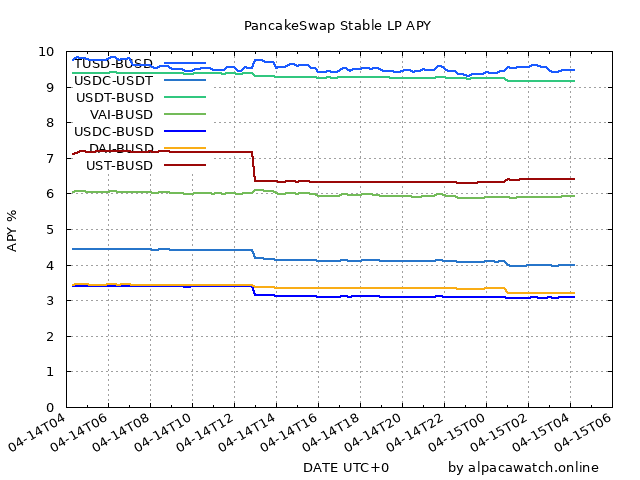 PancakeSwap Stable LP APY
10
9
8
7
6
5
4
3
2
1
0
APY %
TUSD-BUSD
USDC-USDT
USDT-BUSD
VAI-BUSD
USDC-BUSD
DAI-BUSD
UST-BUSD
04-14T04
04-14T06
04-14T08
04-14T10
04-14T12
04-14T14
04-14T16
04-14T18
04-14T20
04-14T22
04-15T00
04-15T02
04-15T04
04-15T06
DATE UTC+0
by alpacawatch.online